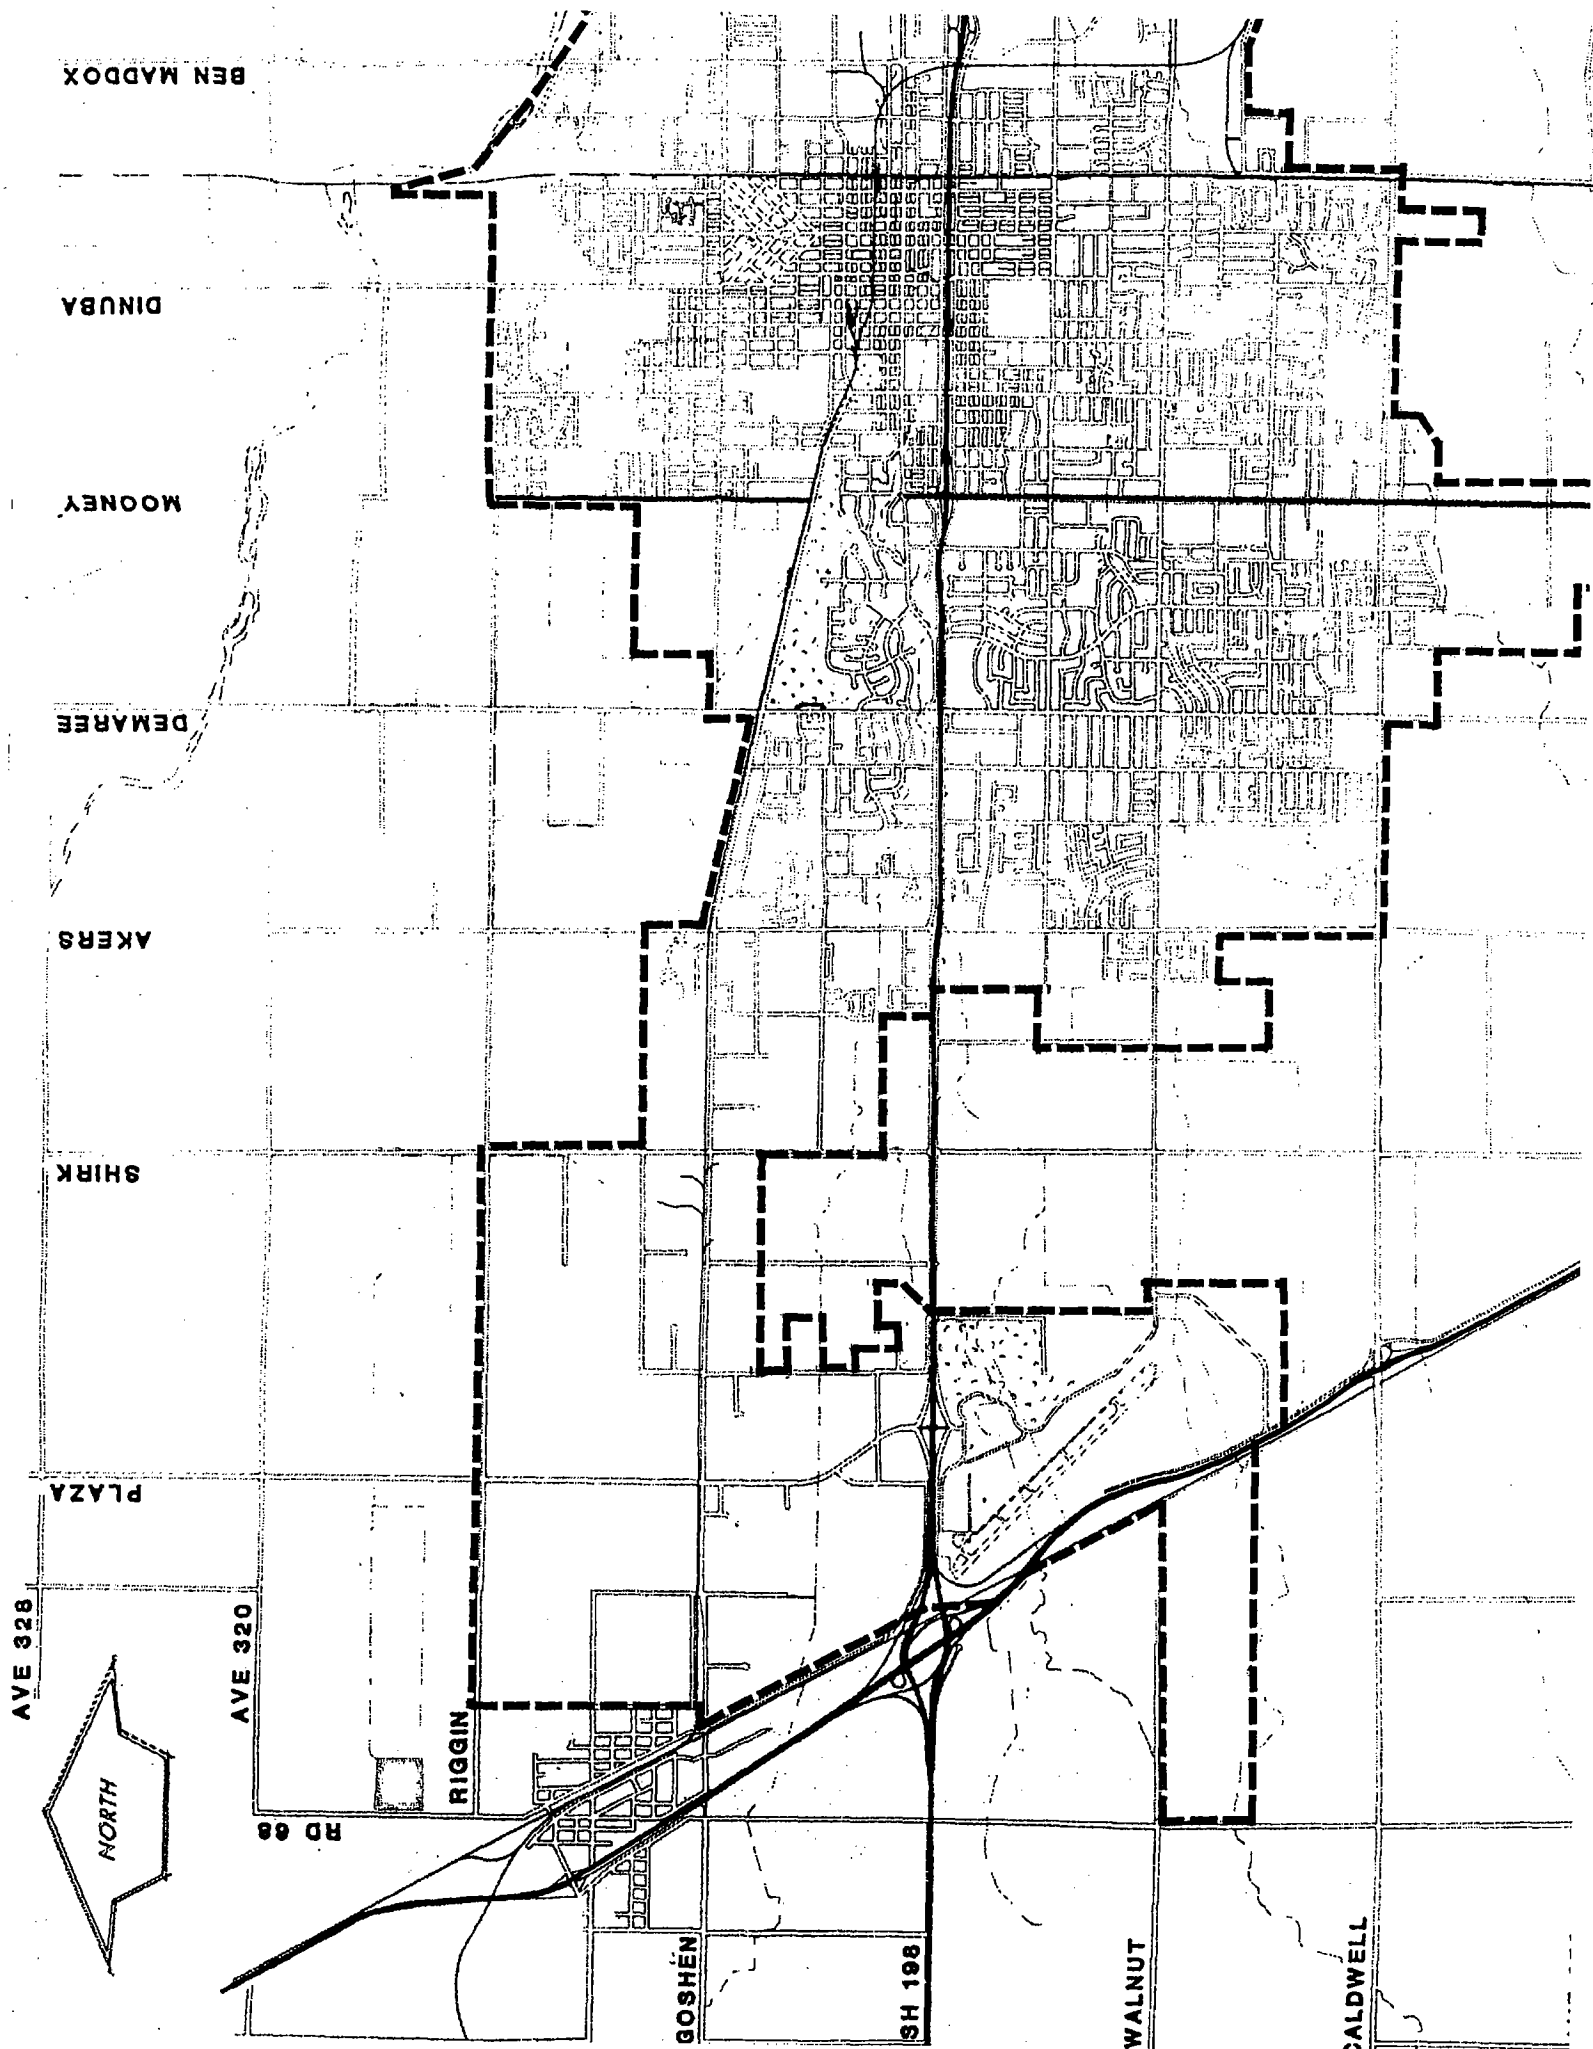 BEN MADDOX
DINUBA
MOONEY
DEMAREE
AKERS
SHIRK
PLAZA
AVE 328
AVE 320
RIGGIN
NORTH
RD 68
GOSHEN
SH 198
WALNUT
CALDWELL